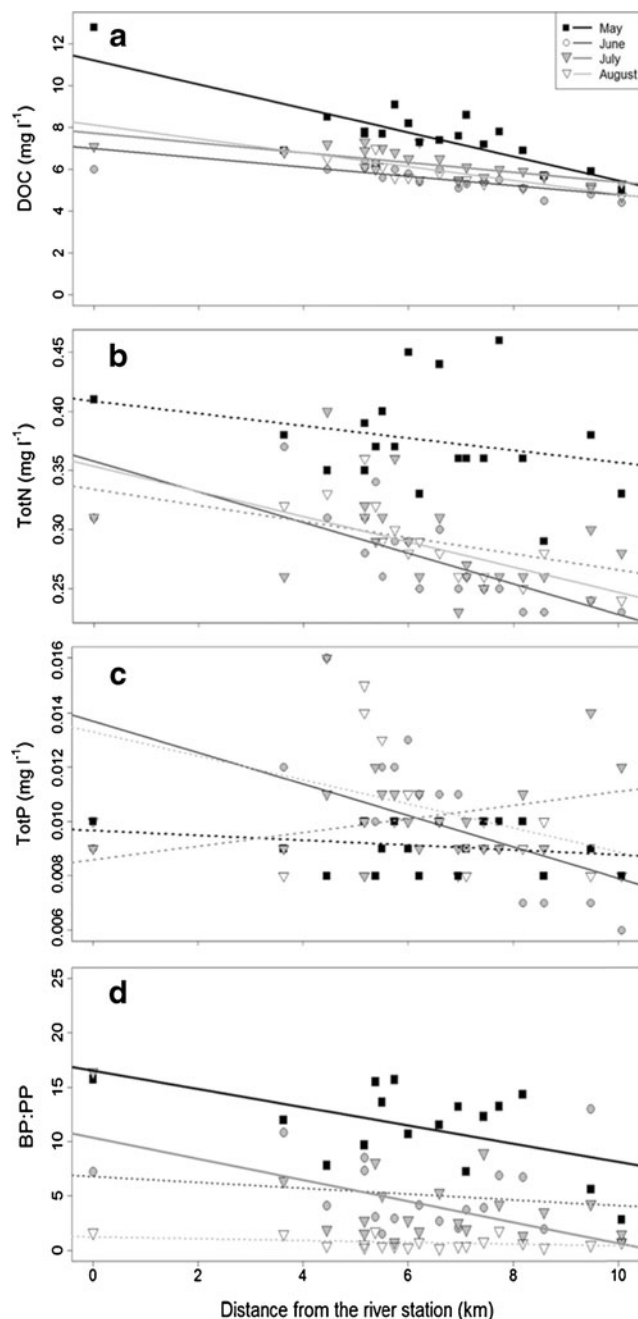 a
May
June
July
August
DOC (mg l⁻¹)
12
10
8
6
4
2
0
b
TotN (mg l⁻¹)
0.45
0.40
0.35
0.30
0.25
c
TotP (mg l⁻¹)
0.016
0.014
0.012
0.010
0.008
0.006
d
BP:PP
25
20
15
10
5
0
0 2 4 6 8 10
Distance from the river station (km)